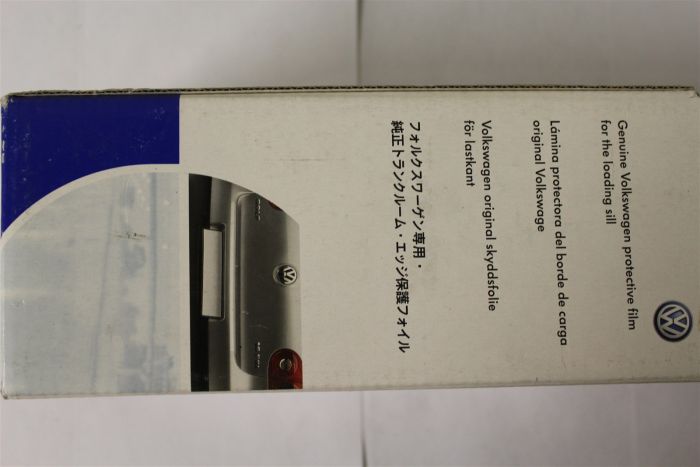 Genuine Volkswagen protective film
for the loading sill
Lámina protectora del borde de carga
original Volkswage
Volkswagen original skyddsfolie
för lastkant
フォルクスワーゲン専用・
純正トランクルーム・エッジ保護フォイル